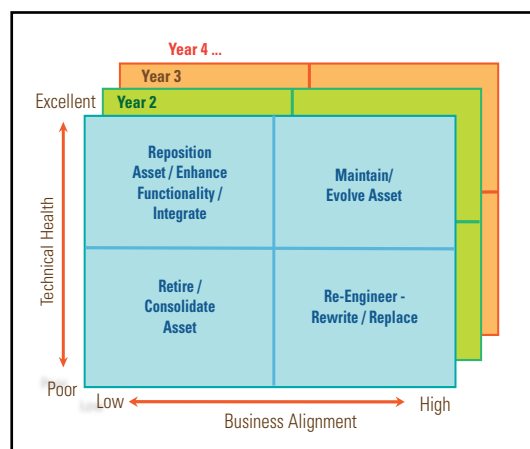 Year 4 ...
Year 3
Year 2
Excellent
Technical Health
Poor
Reposition
Asset / Enhance
Functionality /
Integrate
Maintain/
Evolve Asset
Retire /
Consolidate
Asset
Re-Engineer -
Rewrite / Replace
Low
High
Business Alignment